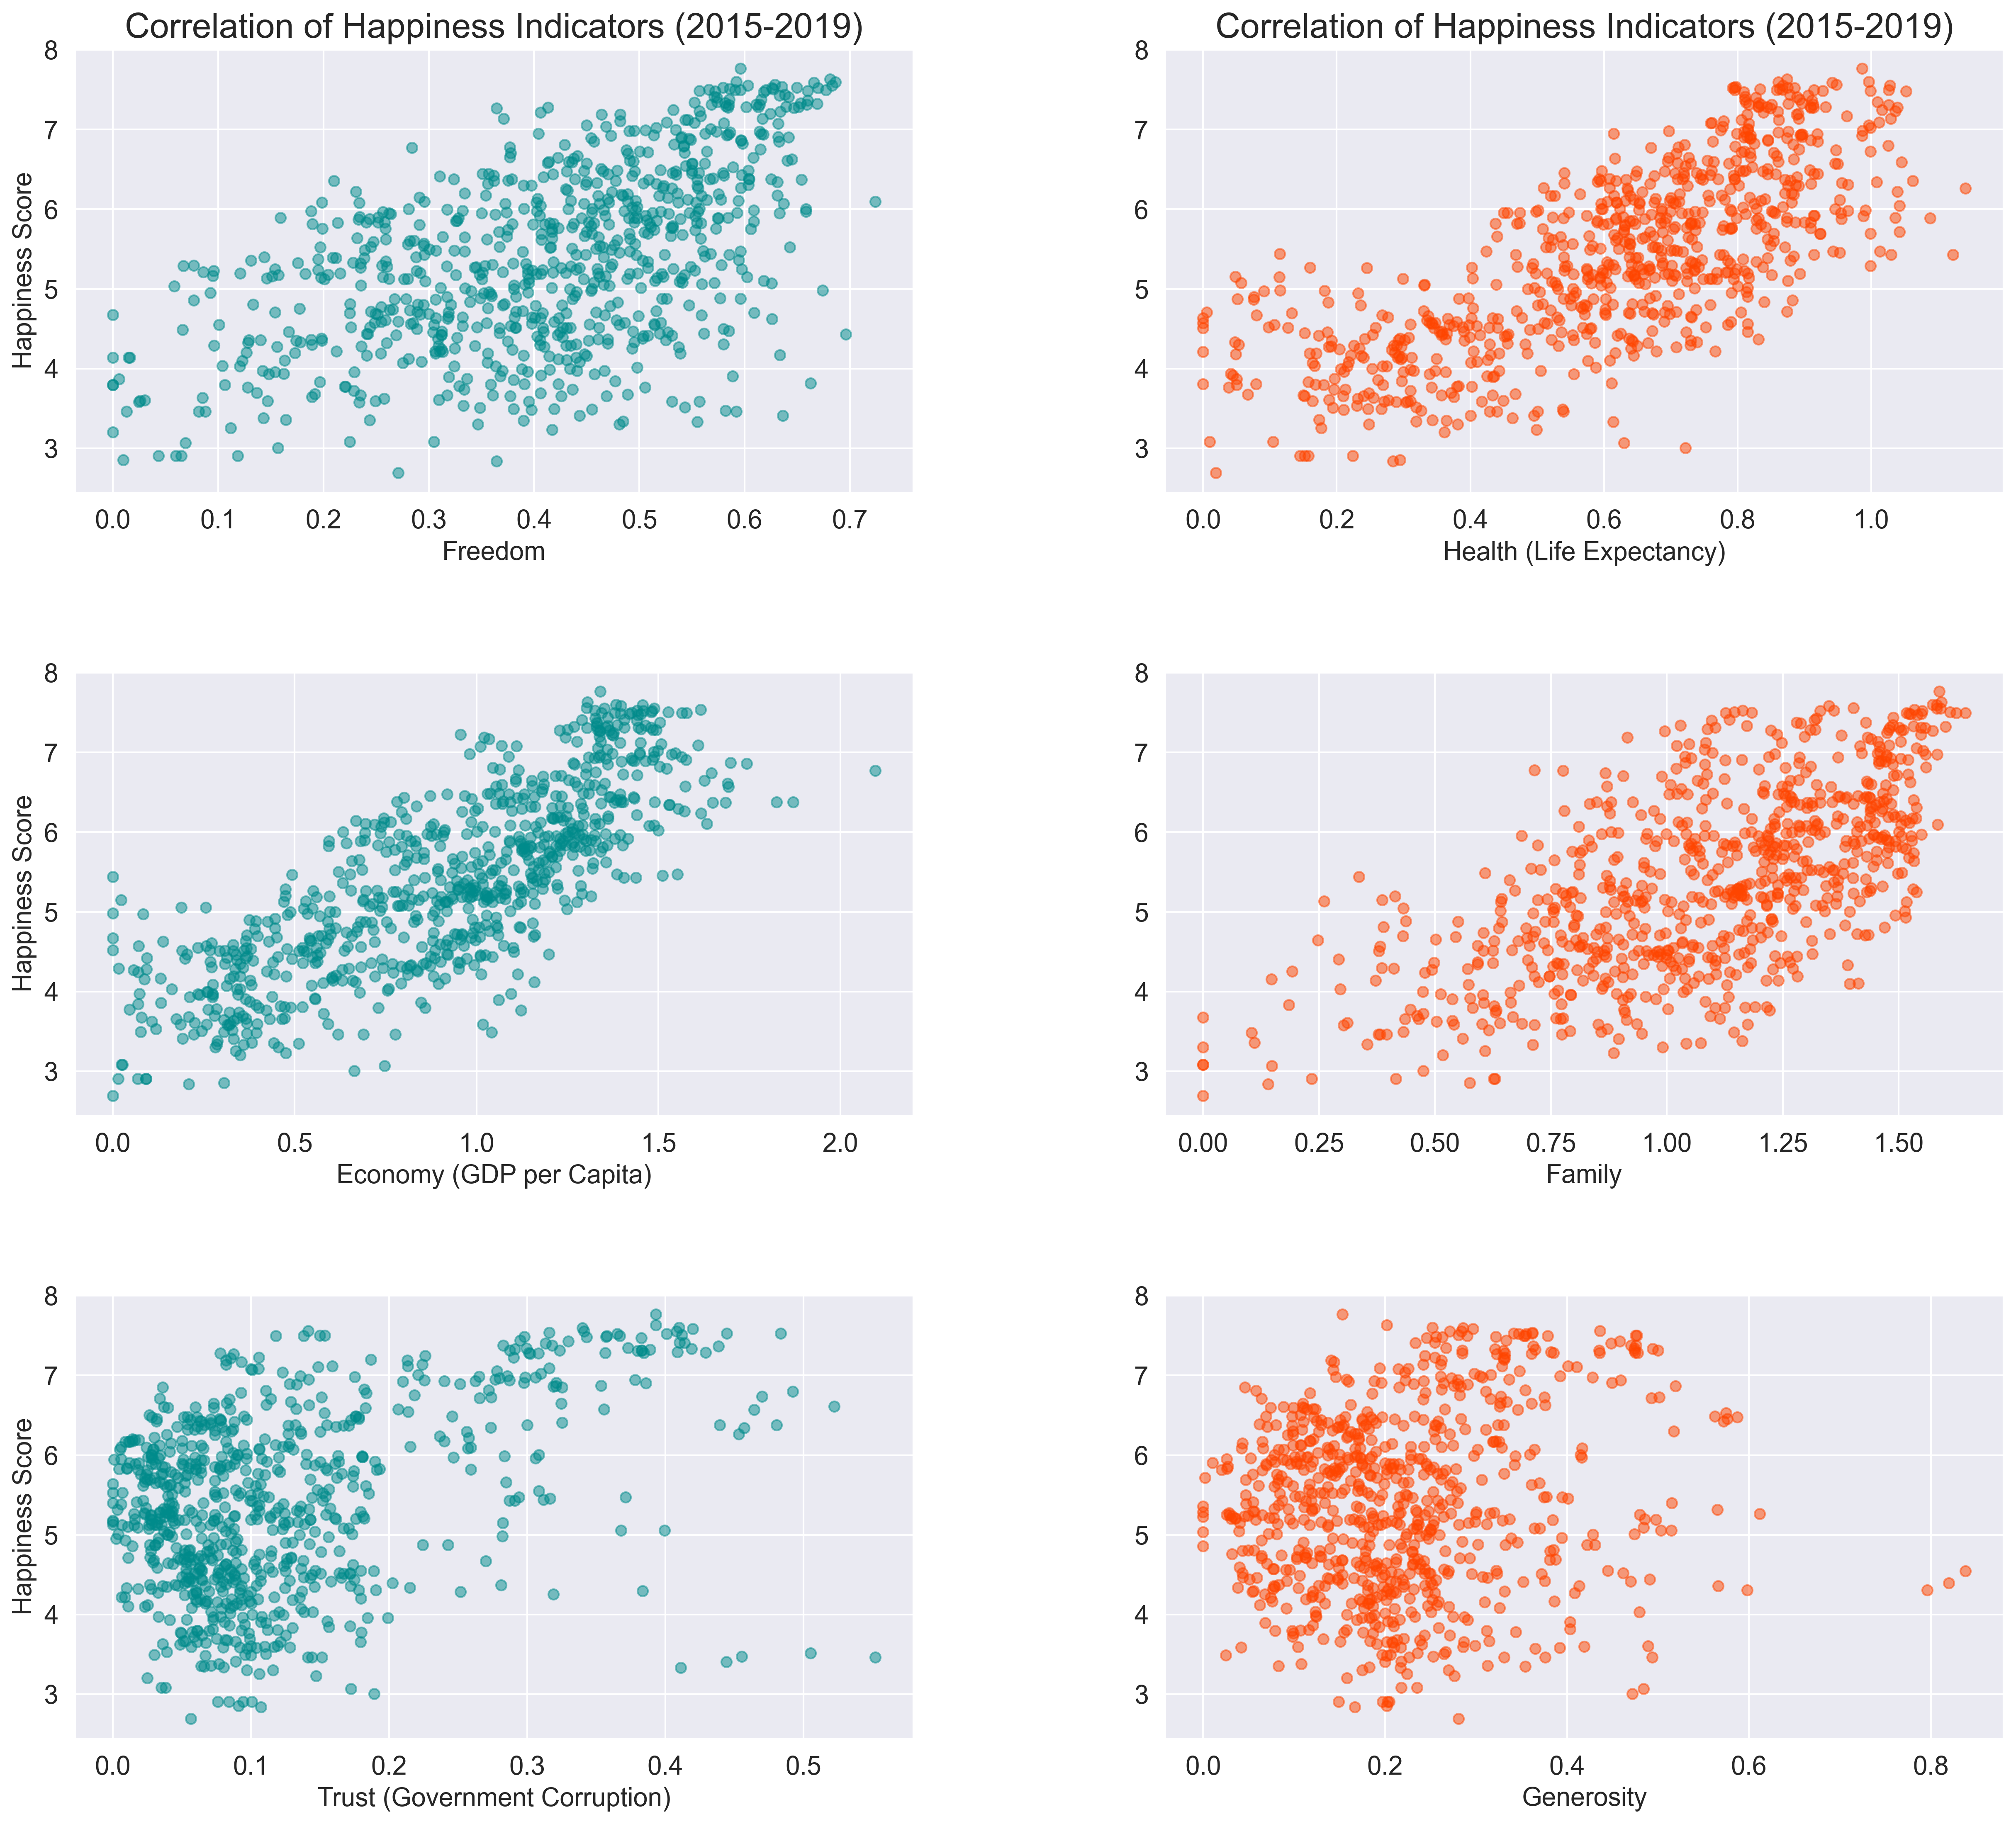 Correlation of Happiness Indicators (2015-2019)
8
7
6
5
4
3
Happiness Score
0.0 0.1 0.2 0.3 0.4 0.5 0.6 0.7
Freedom
Correlation of Happiness Indicators (2015-2019)
8
7
6
5
4
3
0.0 0.2 0.4 0.6 0.8 1.0
Health (Life Expectancy)
8
7
6
5
4
3
Happiness Score
0.0 0.5 1.0 1.5 2.0
Economy (GDP per Capita)
8
7
6
5
4
3
0.00 0.25 0.50 0.75 1.00 1.25 1.50
Family
8
7
6
5
4
3
Happiness Score
0.0 0.1 0.2 0.3 0.4 0.5
Trust (Government Corruption)
8
7
6
5
4
3
0.0 0.2 0.4 0.6 0.8
Generosity